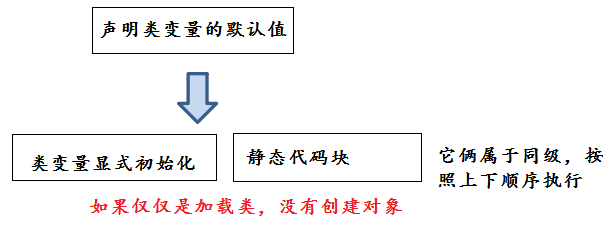 声明类变量的默认值
类变量显式初始化
静态代码块
它俩属于同级，按
照上下顺序执行
如果仅仅是加载类，没有创建对象